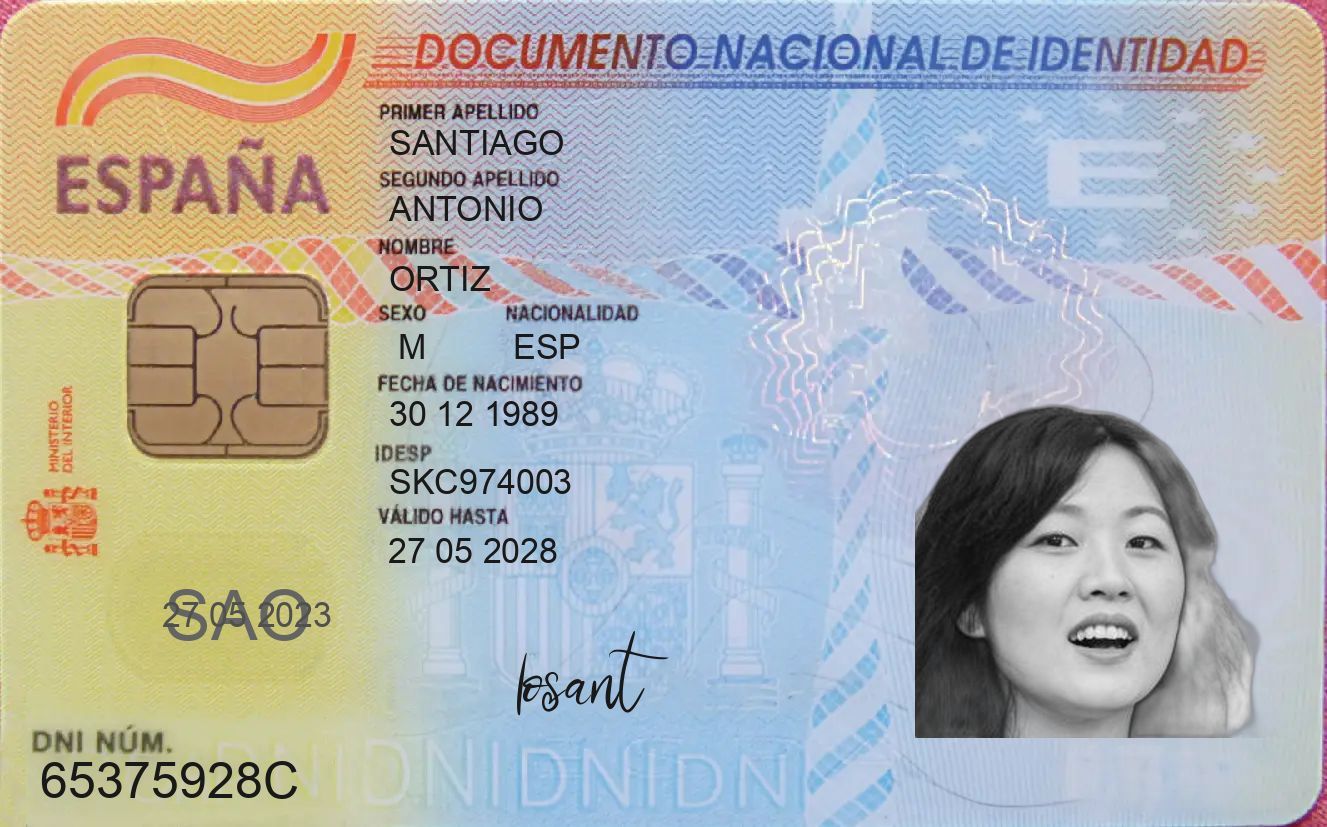 DOCUMENTO NACIONAL DE IDENTIDAD
ESPAÑA
PRIMER APELLIDO
SANTIAGO
SEGUNDO APELLIDO
ANTONIO
NOMBRE
ORTIZ
SEXO NACIONALIDAD
M ESP
FECHA DE NACIMIENTO
30 12 1989
IDESP
SKC974003
VÁLIDO HASTA
27 05 2028
MINISTERIO
DEL INTERIOR
SAO
27 05 2023
losant
DNI NÚM.
65375928C
DNIDNIDNIDNI
E